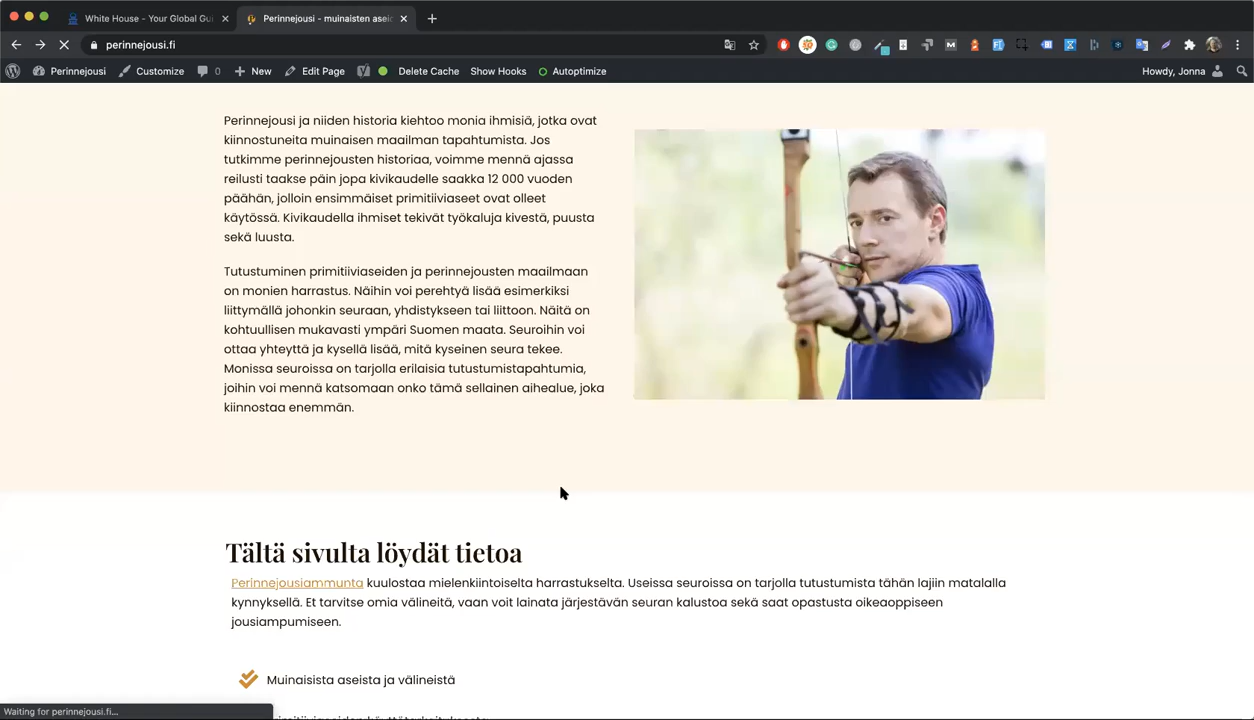 White House - Your Global Gui
Perinnejousi - muinaisten asein
perinnejousi.fi
Perinnejousi
Customize
0
New
Edit Page
Delete Cache
Show Hooks
Autoptimize
Howdy, Jonna
Perinnejousi ja niiden historia kiehtoo monia ihmisiä, jotka ovat
kiinnostuneita muinaisen maailman tapahtumista. Jos
tutkimme perinnejousten historiaa, voimme mennä ajassa
reilusti taakse päin jopa kivikaudelle saakka 12 000 vuoden
päähän, jolloin ensimmäiset primitiiviaseet ovat olleet
käytössä. Kivikaudella ihmiset tekivät työkaluja kivestä, puusta
sekä luusta.
Tutustuminen primitiiviaseiden ja perinnejousten maailmaan
on monien harrastus. Näihin voi perehtyä lisää esimerkiksi
liittymällä johonkin seuraan, yhdistykseen tai liittoon. Näitä on
kohtuullisen mukavasti ympäri Suomen maata. Seuroihin voi
ottaa yhteyttä ja kysellä lisää, mitä kyseinen seura tekee.
Monissa seuroissa on tarjolla erilaisia tutustumistapahtumia,
joihin voi mennä katsomaan onko tämä sellainen aihealue, joka
kiinnostaa enemmän.
Tältä sivulta löydät tietoa
Perinnejousiammunta kuulostaa mielenkiintoiselta harrastukselta. Useissa seuroissa on tarjolla tutustumista tähän lajiin matalalla
kynnyksellä. Et tarvitse omia välineitä, vaan voit lainata järjestävän seuran kalustoa sekä saat opastusta oikeaoppiseen
jousiampumiseen.
Muinaisista aseista ja välineistä
Waiting for perinnejousi.fi...